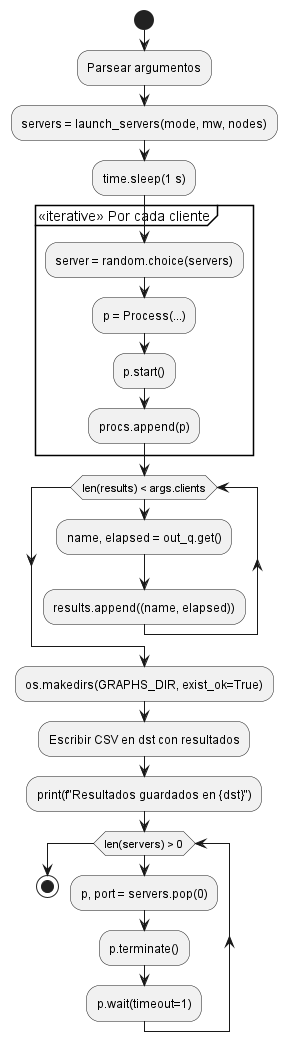 Parsear argumentos
servers = launch_servers(mode, mw, nodes)
time.sleep(1 s)
«iterative» Por cada cliente
server = random.choice(servers)
p = Process(...)
p.start()
procs.append(p)
len(results) < args.clients
name, elapsed = out_q.get()
results.append((name, elapsed))
os.makedirs(GRAPHS_DIR, exist_ok=True)
Escribir CSV en dst con resultados
print(f"Resultados guardados en {dst}")
len(servers) > 0
p, port = servers.pop(0)
p.terminate()
p.wait(timeout=1)